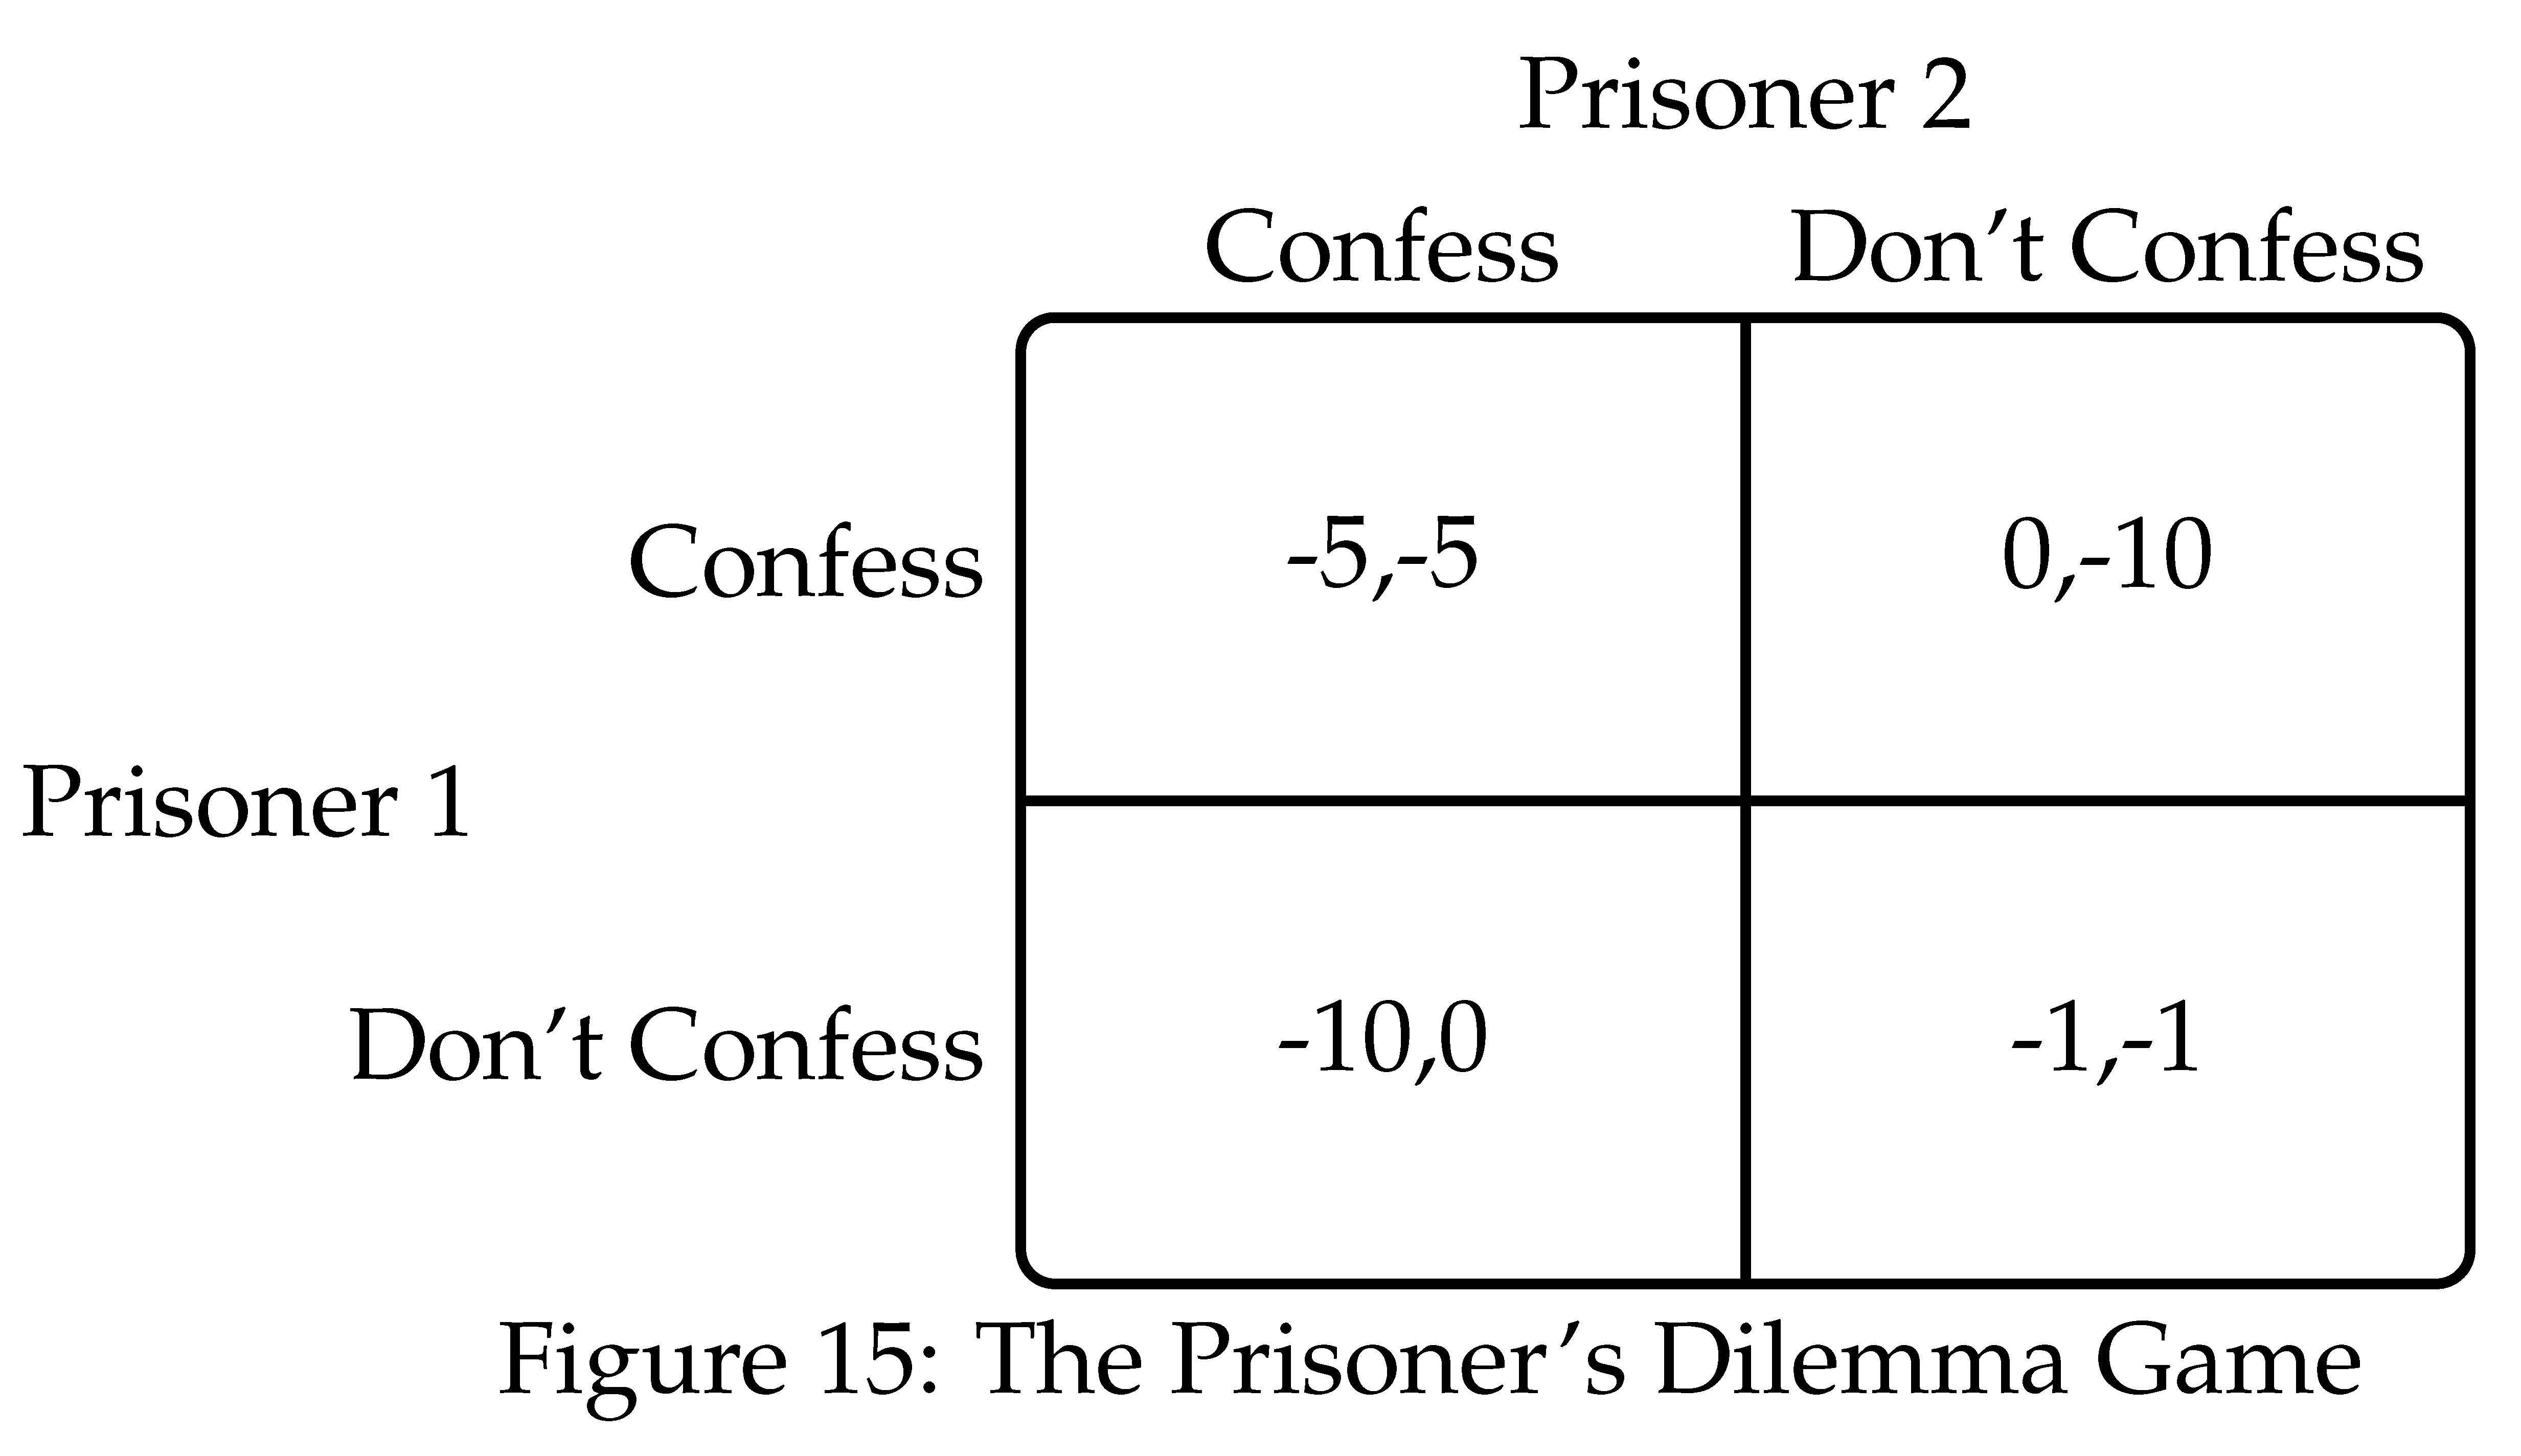 Prisoner 2
Confess Don't Confess
Confess -5,-5 0,-10
Prisoner 1
Don't Confess -10,0 -1,-1
Figure 15: The Prisoner's Dilemma Game